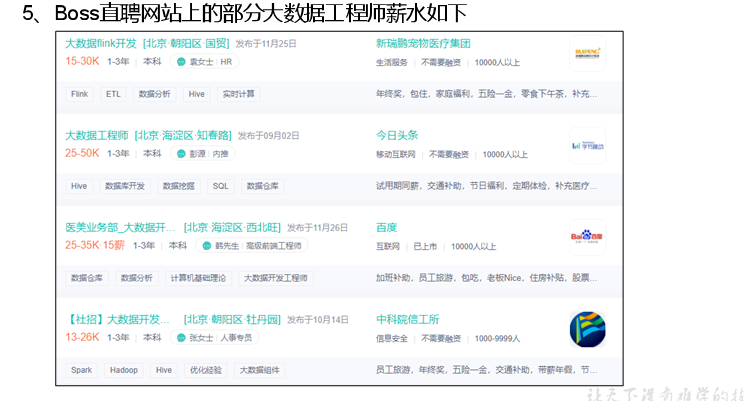 5、Boss直聘网站上的部分大数据工程师薪水如下
大数据flink开发 [北京·朝阳区·国贸] 发布于11月25日
15-30K 1-3年 本科 袁女士 HR
Flink ETL 数据分析 Hive 实时计算
新瑞鹏宠物医疗集团
生活服务 不需要融资 10000人以上
年终奖，包住，家庭福利，五险一金，零食下午茶，补充...
大数据工程师 [北京·海淀区·知春路] 发布于09月02日
25-50K 1-3年 本科 彭源 内推
Hive 数据库开发 数据挖掘 SQL 数据仓库
今日头条
移动互联网 不需要融资 10000人以上
试用期同薪，交通补助，节日福利，定期体检，补充医疗...
字节跳动
医美业务部_大数据开... [北京·海淀区·西北旺] 发布于11月26日
25-35K·15薪 1-3年 本科 韩先生 高级前端工程师
数据仓库 数据分析 计算机基础理论 大数据开发工程师
百度
互联网 已上市 10000人以上
加班补助，员工旅游，包吃，老板Nice，住房补贴，股票...
Bai百度
【社招】大数据开发... [北京·朝阳区·牡丹园] 发布于10月14日
13-26K 1-3年 本科 张女士 人事专员
Spark Hadoop Hive 优化经验 大数据组件
中科院信工所
信息安全 不需要融资 1000-9999人
员工旅游，年终奖，五险一金，交通补助，带薪年假，节...
让天下没有难学的技